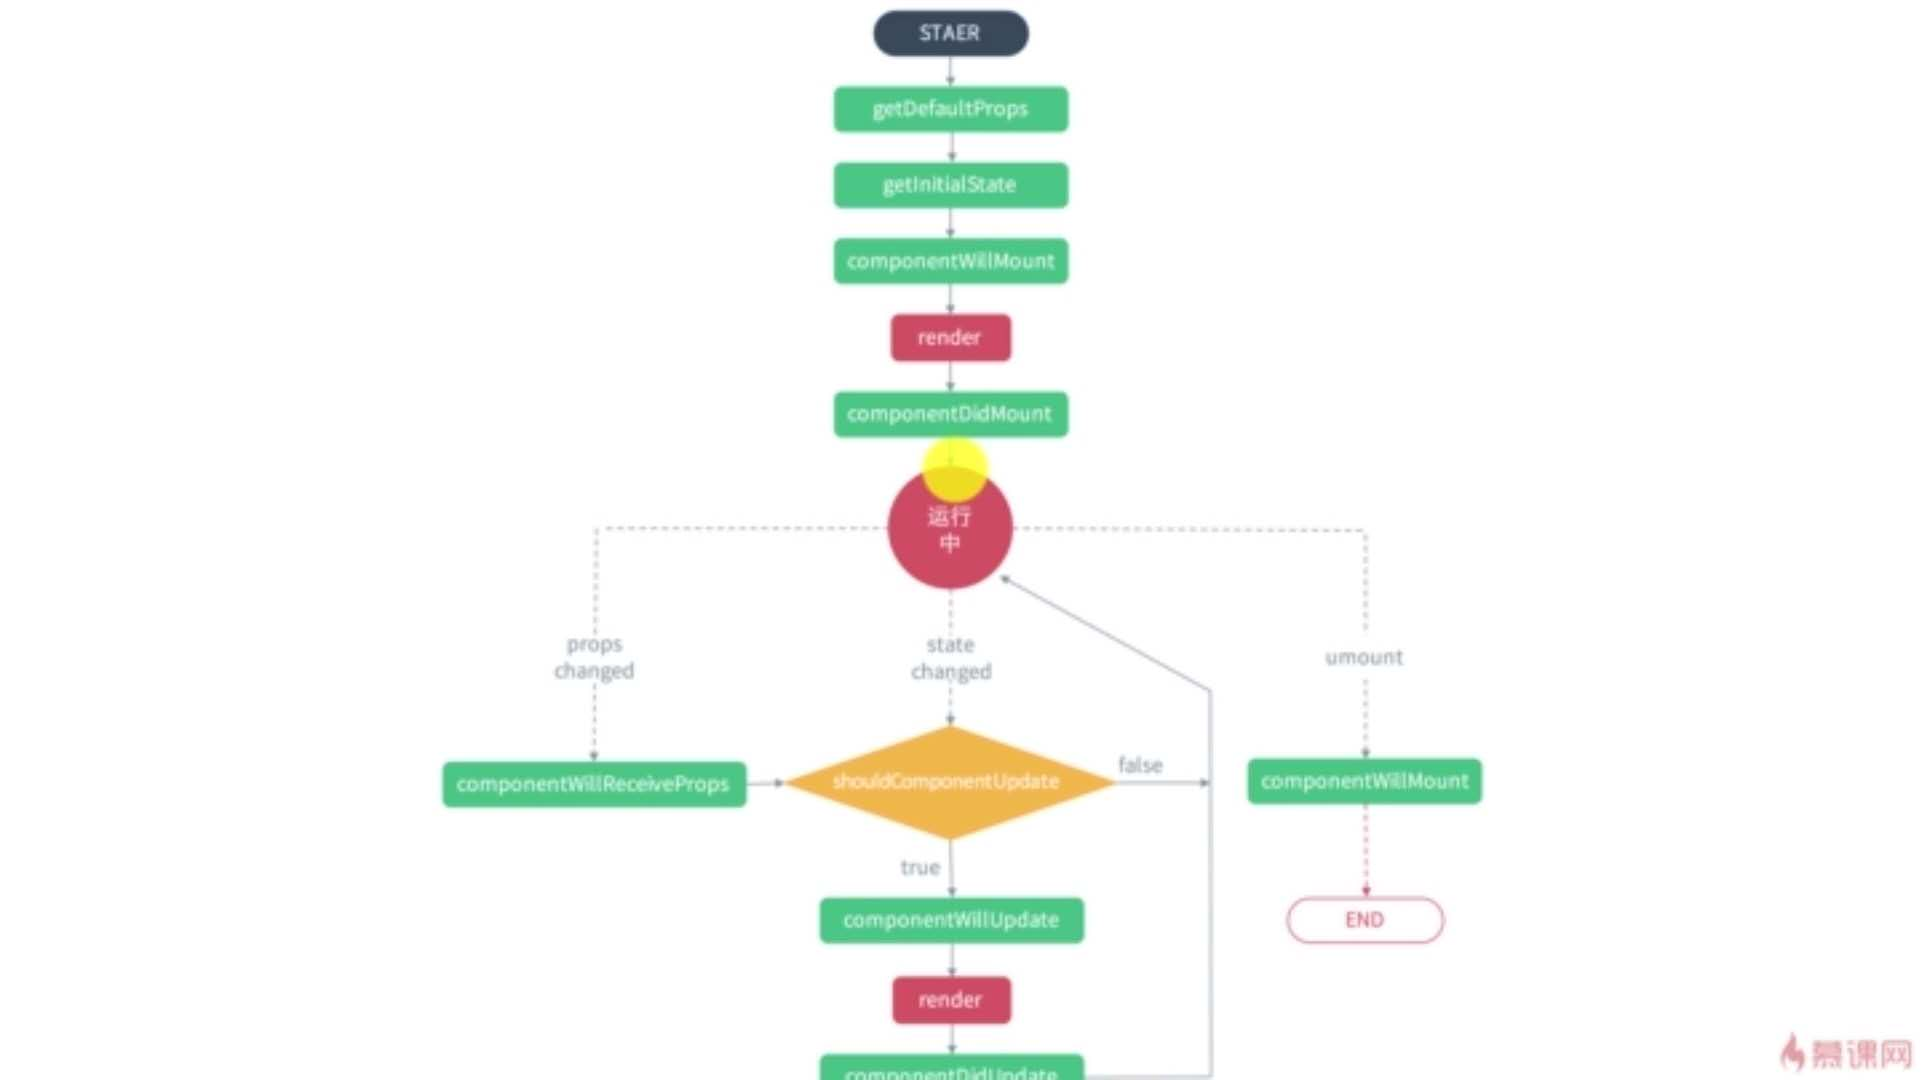 STAER
getDefaultProps
getInitialState
componentWillMount
render
componentDidMount
运行
中
props
changed
state
changed
umount
componentWillReceiveProps
shouldComponentUpdate
false
componentWillMount
true
componentWillUpdate
END
render
componentDidUpdate
慕课网